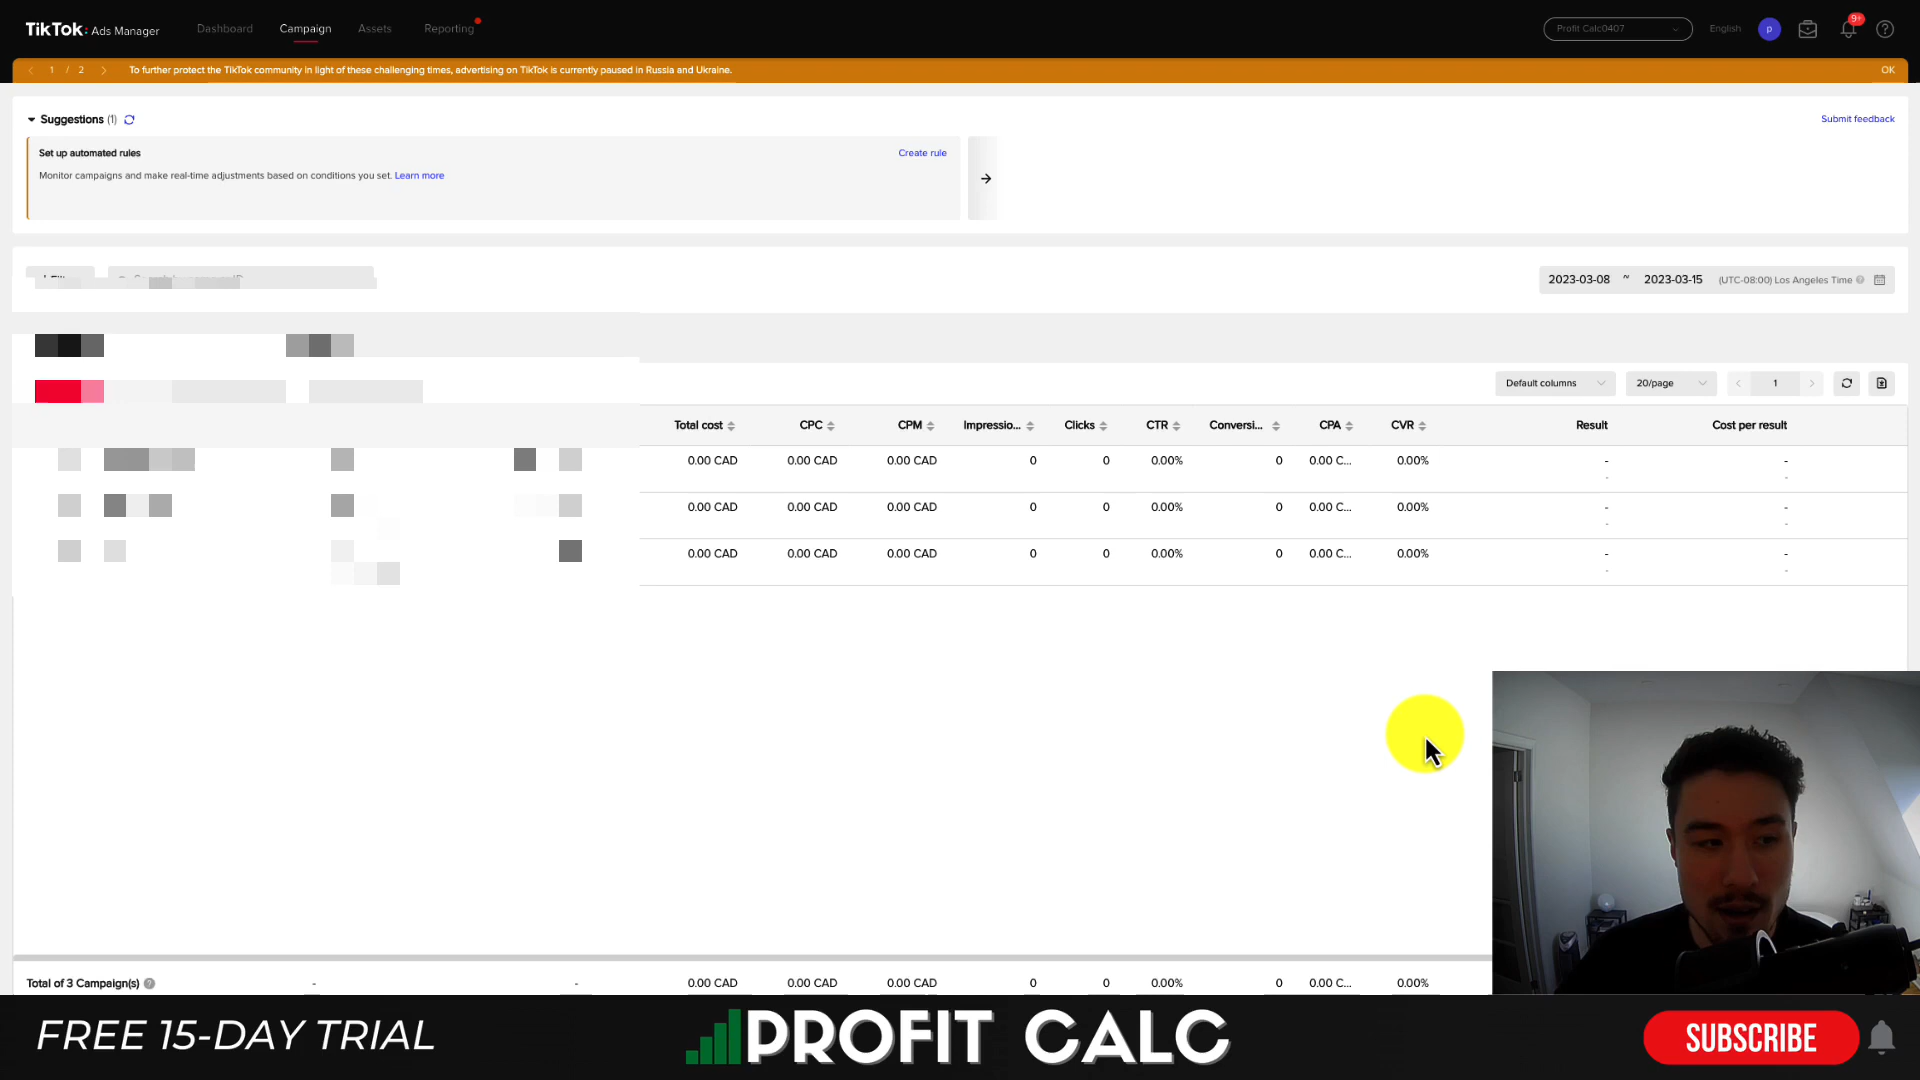 TikTok: Ads Manager Dashboard Campaign Assets Reporting Profit Calc0407 English P 9+
1 / 2 To further protect the TikTok community in light of these challenging times, advertising on TikTok is currently paused in Russia and Ukraine. OK
Suggestions (1) Submit feedback
Set up automated rules Create rule
Monitor campaigns and make real-time adjustments based on conditions you set. Learn more
2023-03-08 ~ 2023-03-15 (UTC-08:00) Los Angeles Time
Default columns 20/page 1
Total cost CPC CPM Impressio... Clicks CTR Conversi... CPA CVR Result Cost per result
0.00 CAD 0.00 CAD 0.00 CAD 0 0 0.00% 0 0.00 C... 0.00% - -
- -
0.00 CAD 0.00 CAD 0.00 CAD 0 0 0.00% 0 0.00 C... 0.00% - -
- -
0.00 CAD 0.00 CAD 0.00 CAD 0 0 0.00% 0 0.00 C... 0.00% - -
- -
Total of 3 Campaign(s) - - 0.00 CAD 0.00 CAD 0.00 CAD 0 0 0.00% 0 0.00 C... 0.00%
FREE 15-DAY TRIAL PROFIT CALC SUBSCRIBE